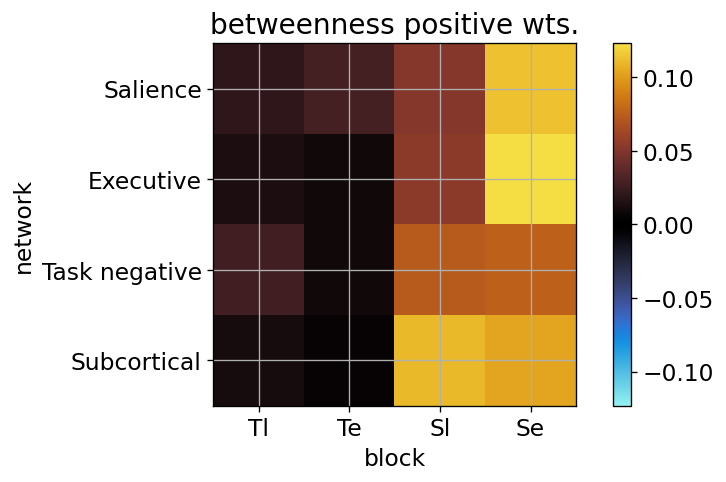 betweenness positive wts.
network
Salience
Executive
Task negative
Subcortical
Tl Te Sl Se
block
0.10
0.05
0.00
−0.05
−0.10